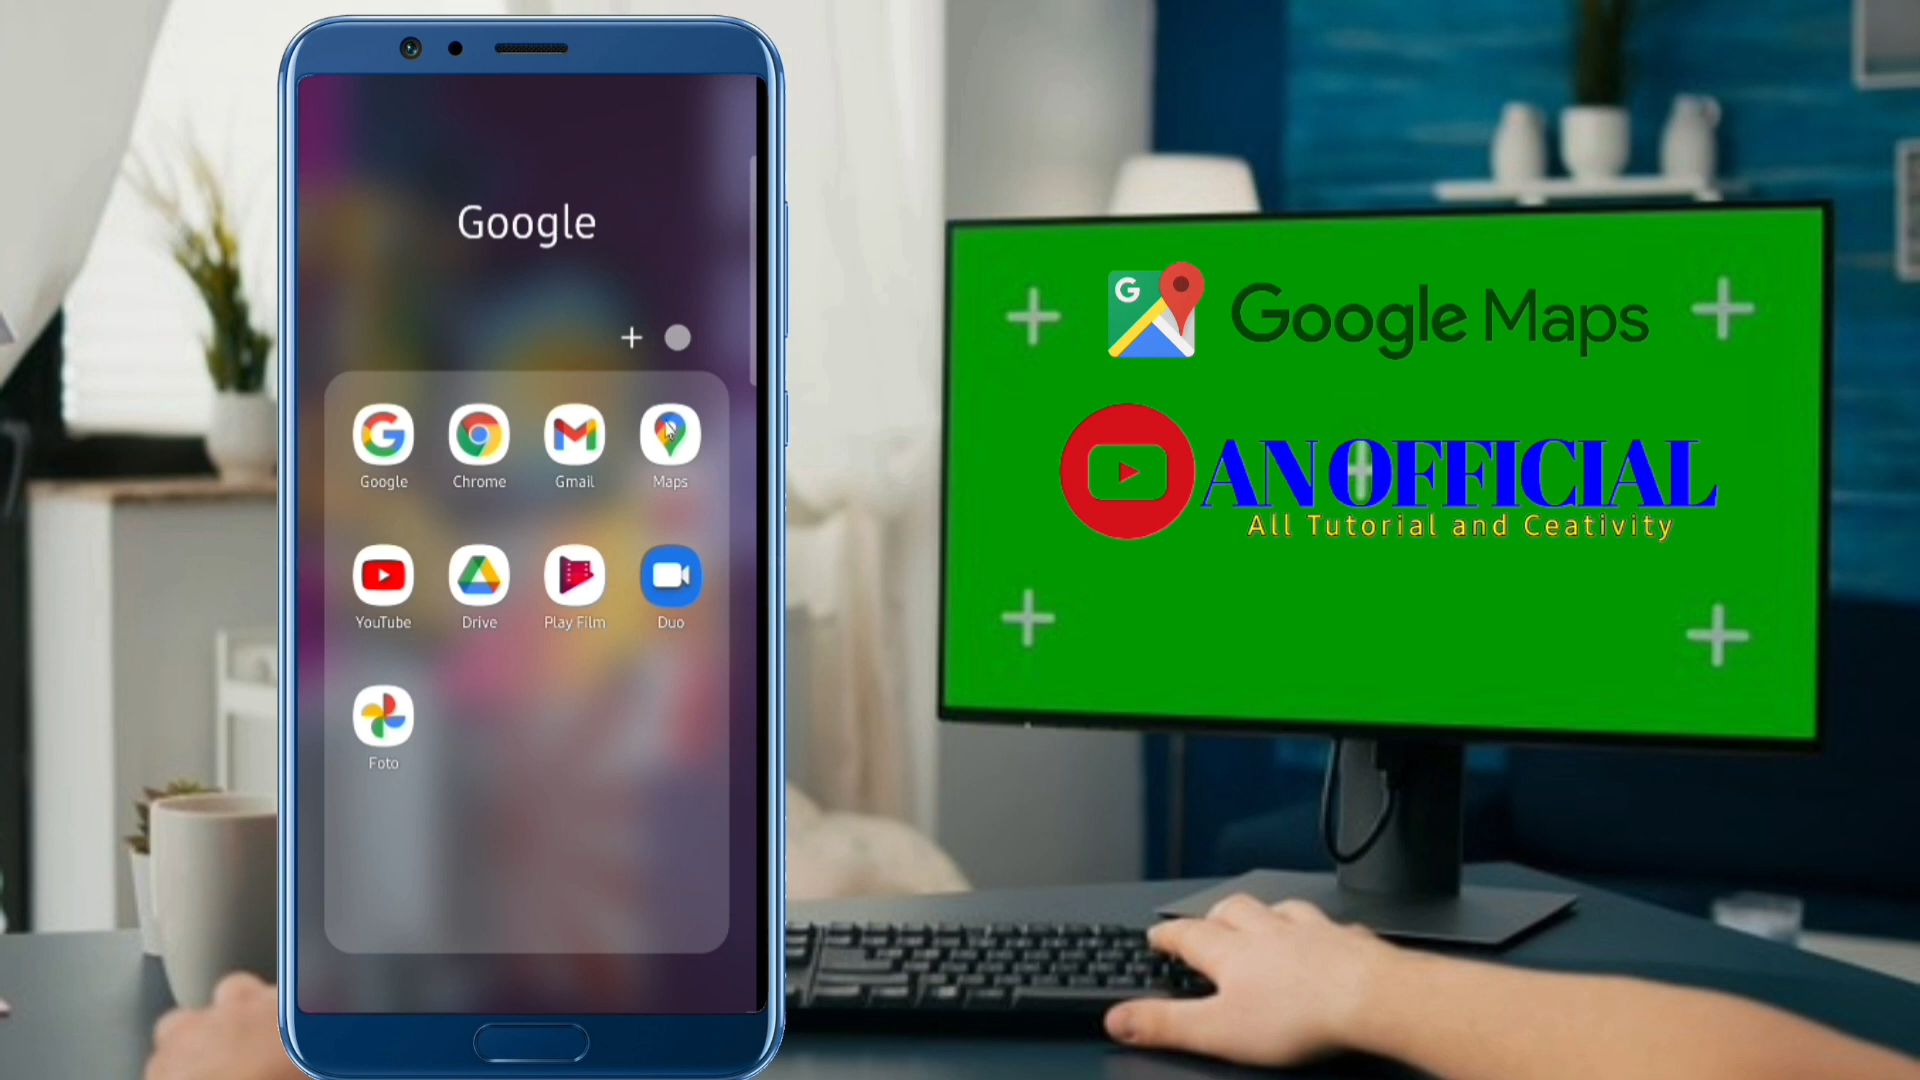 Google
Google
Chrome
Gmail
Maps
YouTube
Drive
Play Film
Duo
Foto
G
Google Maps
AN OFFICIAL
All Tutorial and Ceativity